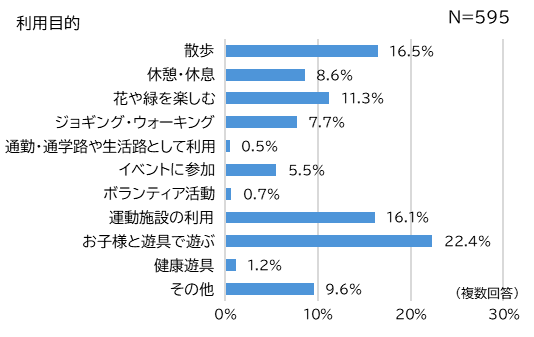 利用目的
N=595
散歩 16.5%
休憩・休息 8.6%
花や緑を楽しむ 11.3%
ジョギング・ウォーキング 7.7%
通勤・通学路や生活路として利用 0.5%
イベントに参加 5.5%
ボランティア活動 0.7%
運動施設の利用 16.1%
お子様と遊具で遊ぶ 22.4%
健康遊具 1.2%
その他 9.6%
（複数回答）
0% 10% 20% 30%